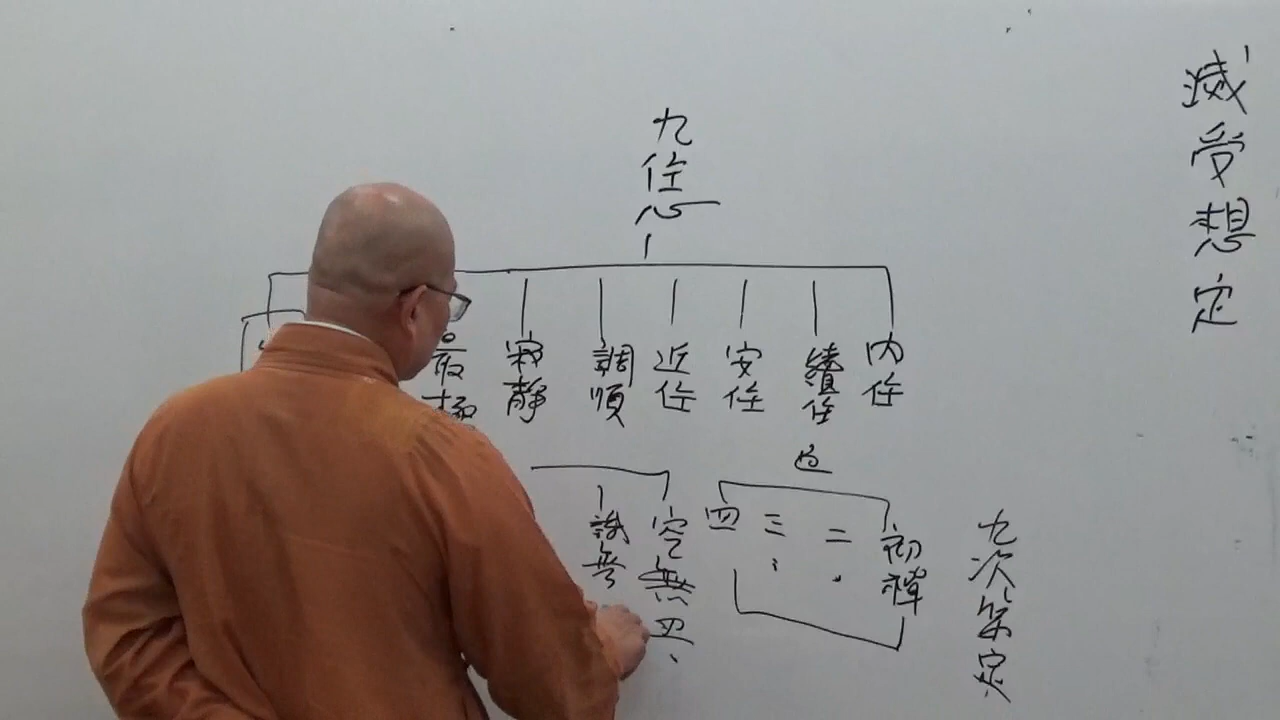 滅受想定
九住心
內住
續住
安住
近住
調順
寂靜
最極
色
初禪
二
三
四
空無
識無
九次第定